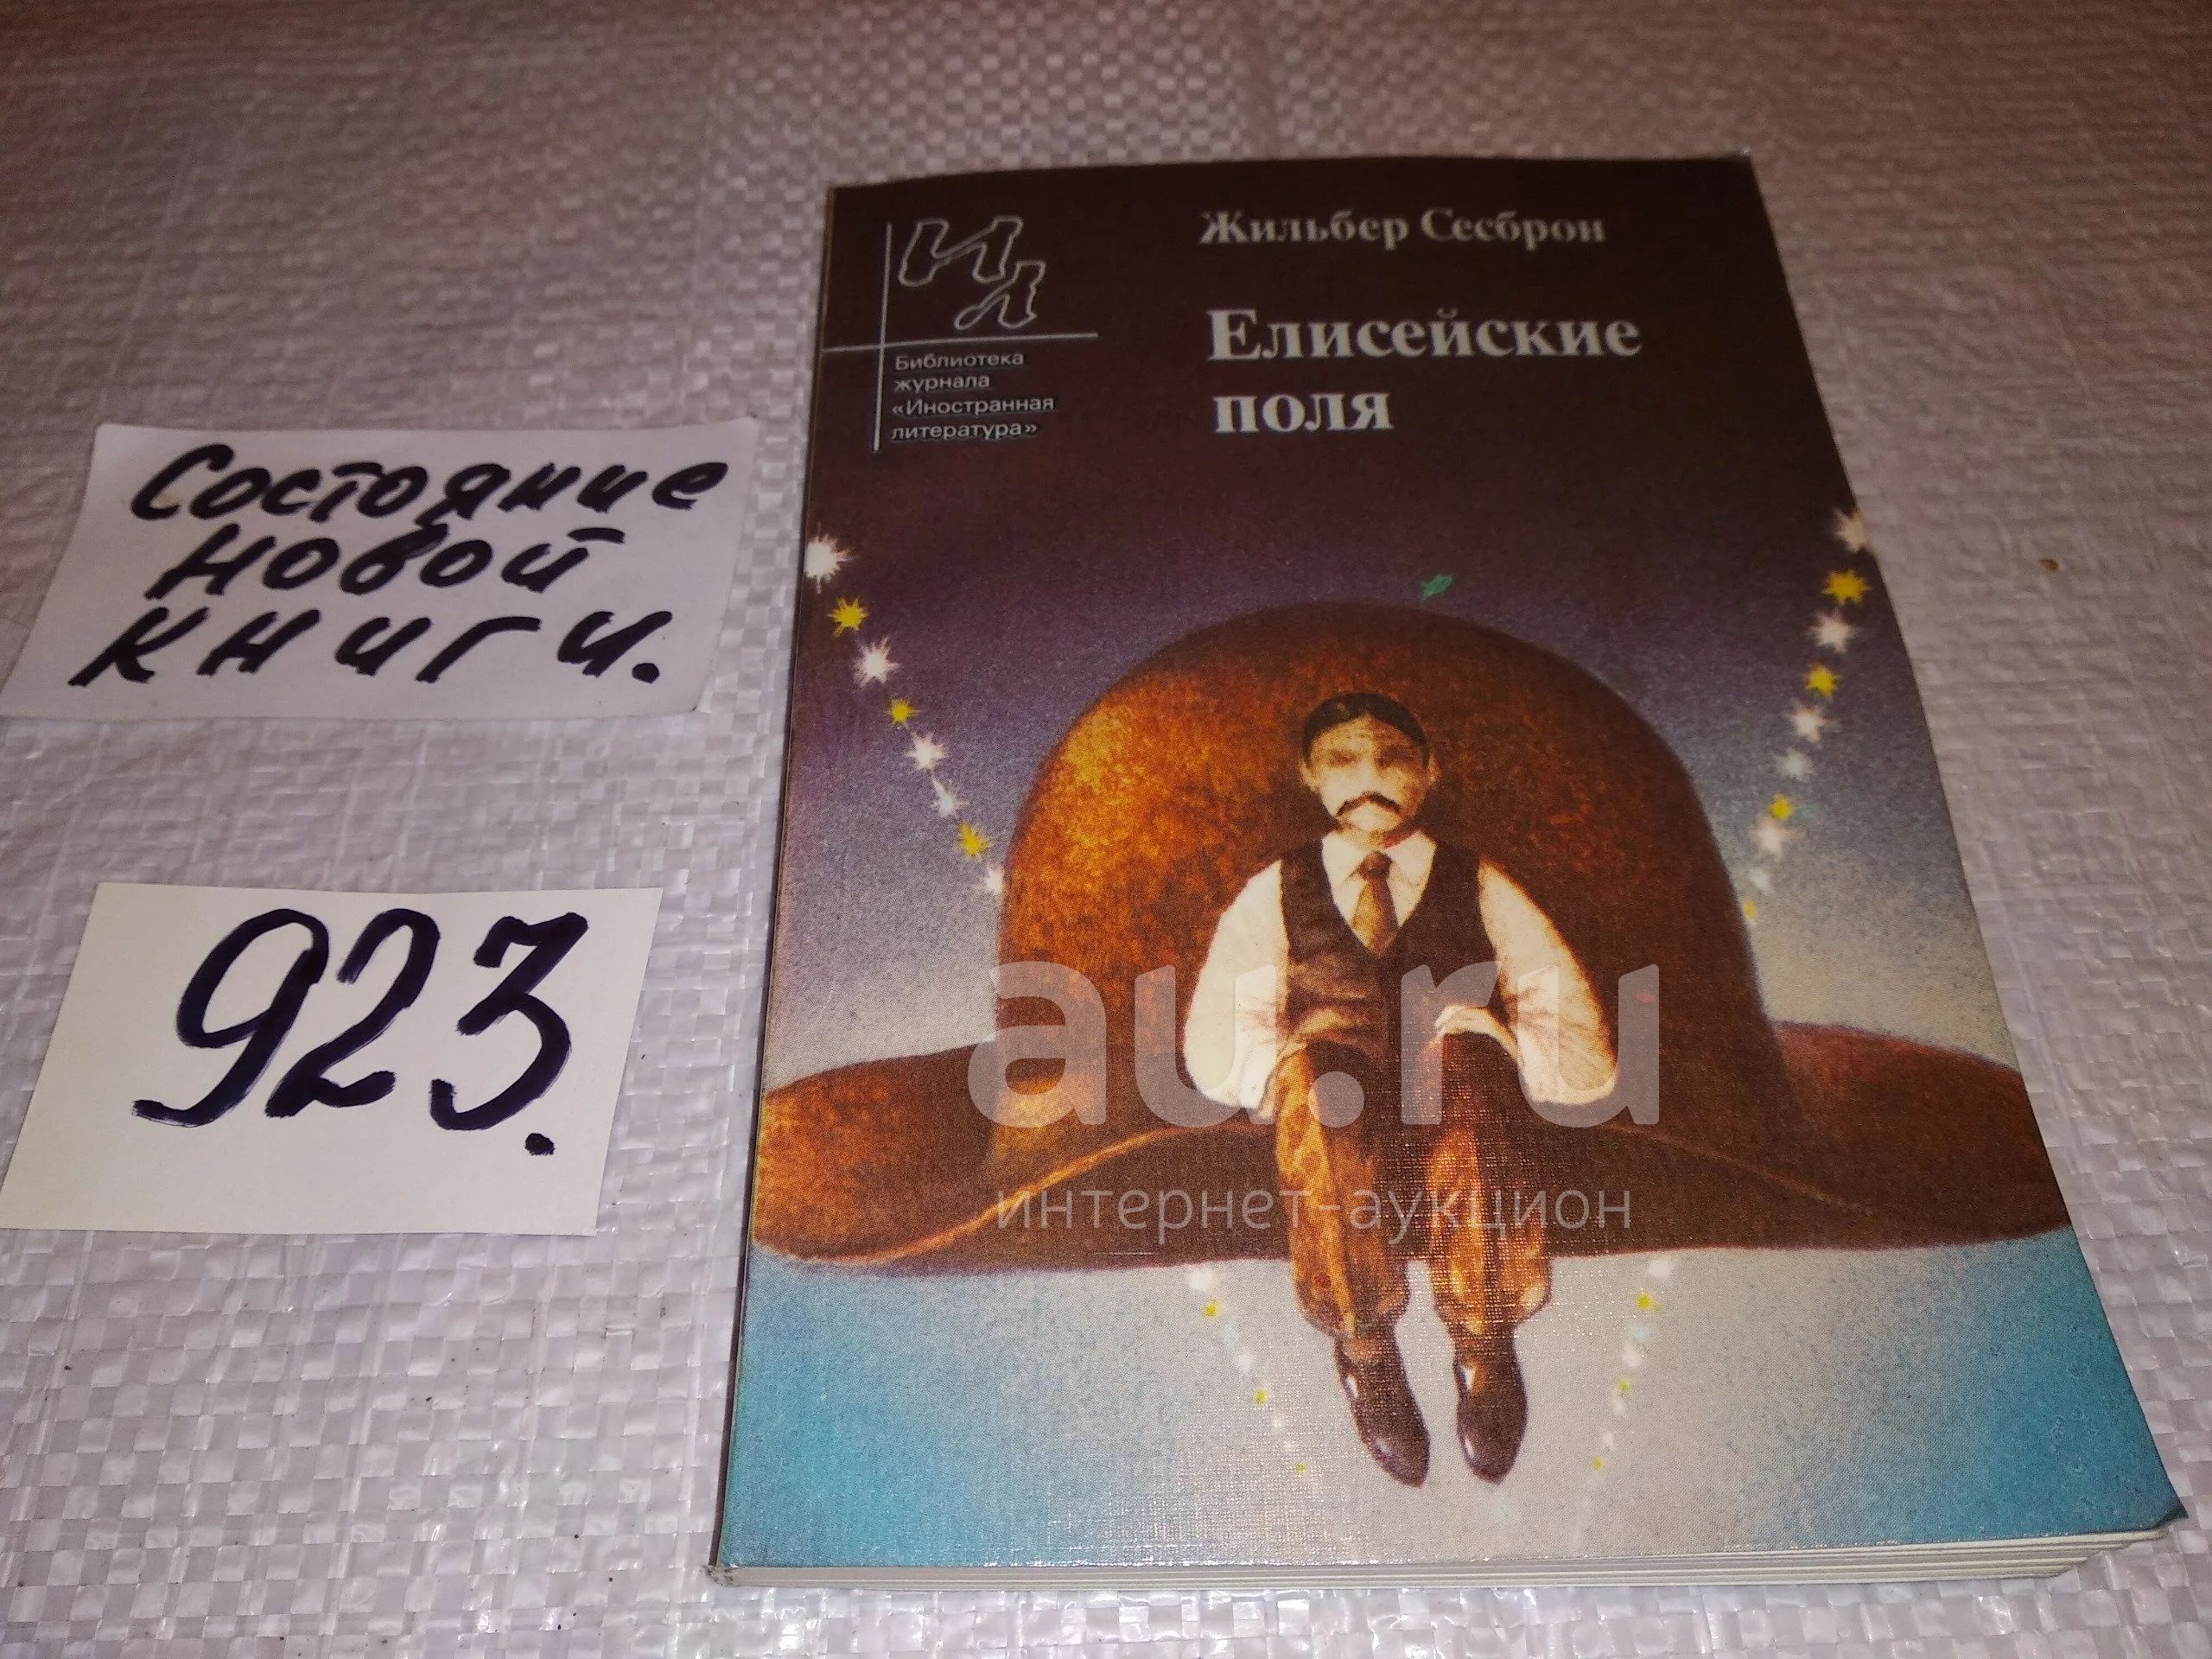 Состояние
новой
книги.
923.
ИЛ
Библиотека
журнала
«Иностранная
литература»
Жильбер Сесброн
Елисейские
поля
au.ru
интернет-аукцион